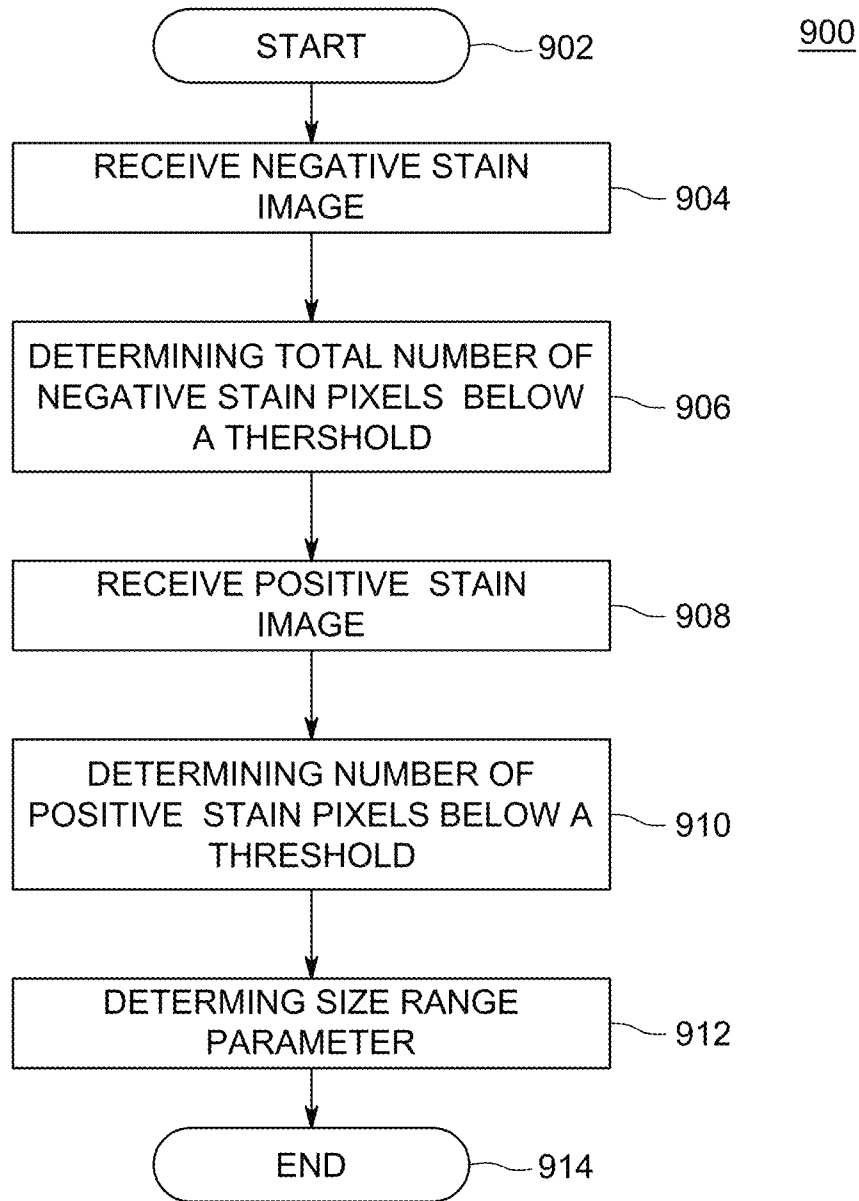 START
902
900
RECEIVE NEGATIVE STAIN
IMAGE
904
DETERMINING TOTAL NUMBER OF
NEGATIVE STAIN PIXELS BELOW
A THERSHOLD
906
RECEIVE POSITIVE STAIN
IMAGE
908
DETERMINING NUMBER OF
POSITIVE STAIN PIXELS BELOW A
THRESHOLD
910
DETERMING SIZE RANGE
PARAMETER
912
END
914